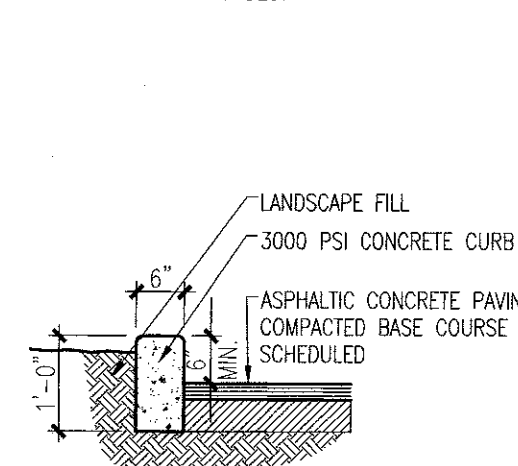 LANDSCAPE FILL
3000 PSI CONCRETE CURB
6"
ASPHALTIC CONCRETE PAVIN
COMPACTED BASE COURSE
SCHEDULED
1'-0"
6"
MIN.